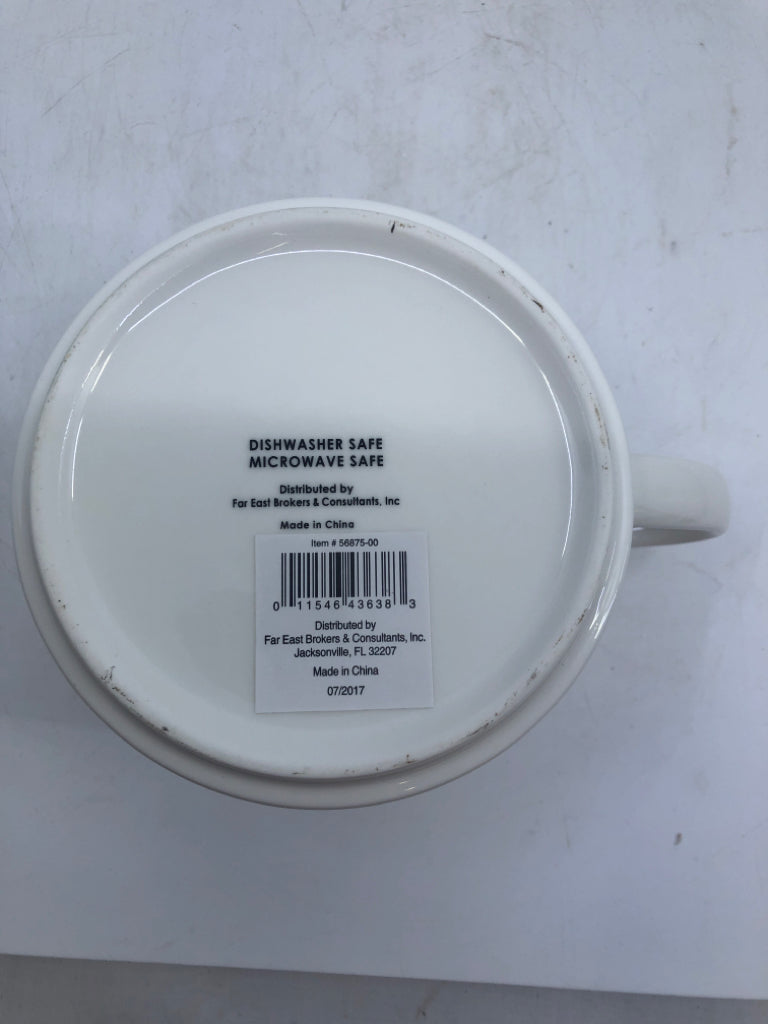 DISHWASHER SAFE
MICROWAVE SAFE
Distributed by
Far East Brokers & Consultants, Inc
Made in China
Item # 56875-00
0 11546 43638 3
Distributed by
Far East Brokers & Consultants, Inc.
Jacksonville, FL 32207
Made in China
07/2017